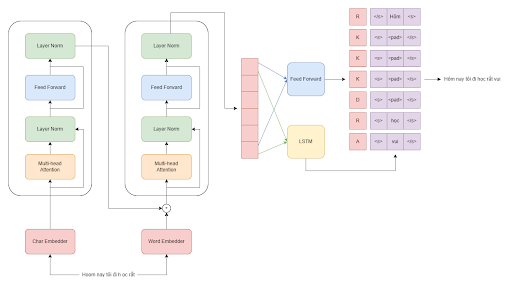 Layer Norm
Feed Forward
Layer Norm
Multi-head
Attention
Char Embedder
Layer Norm
Feed Forward
Layer Norm
Multi-head
Attention
Word Embedder
+
Hoom nay tôi đi h ọc rất
Feed Forward
LSTM
R </s> Hôm </s>
K <s> <pad> </s>
K <s> <pad> </s>
K <s> <pad> </s>
D <s> <pad> </s>
R <s> học </s>
A <s> vui </s>
Hôm nay tôi đi học rất vui